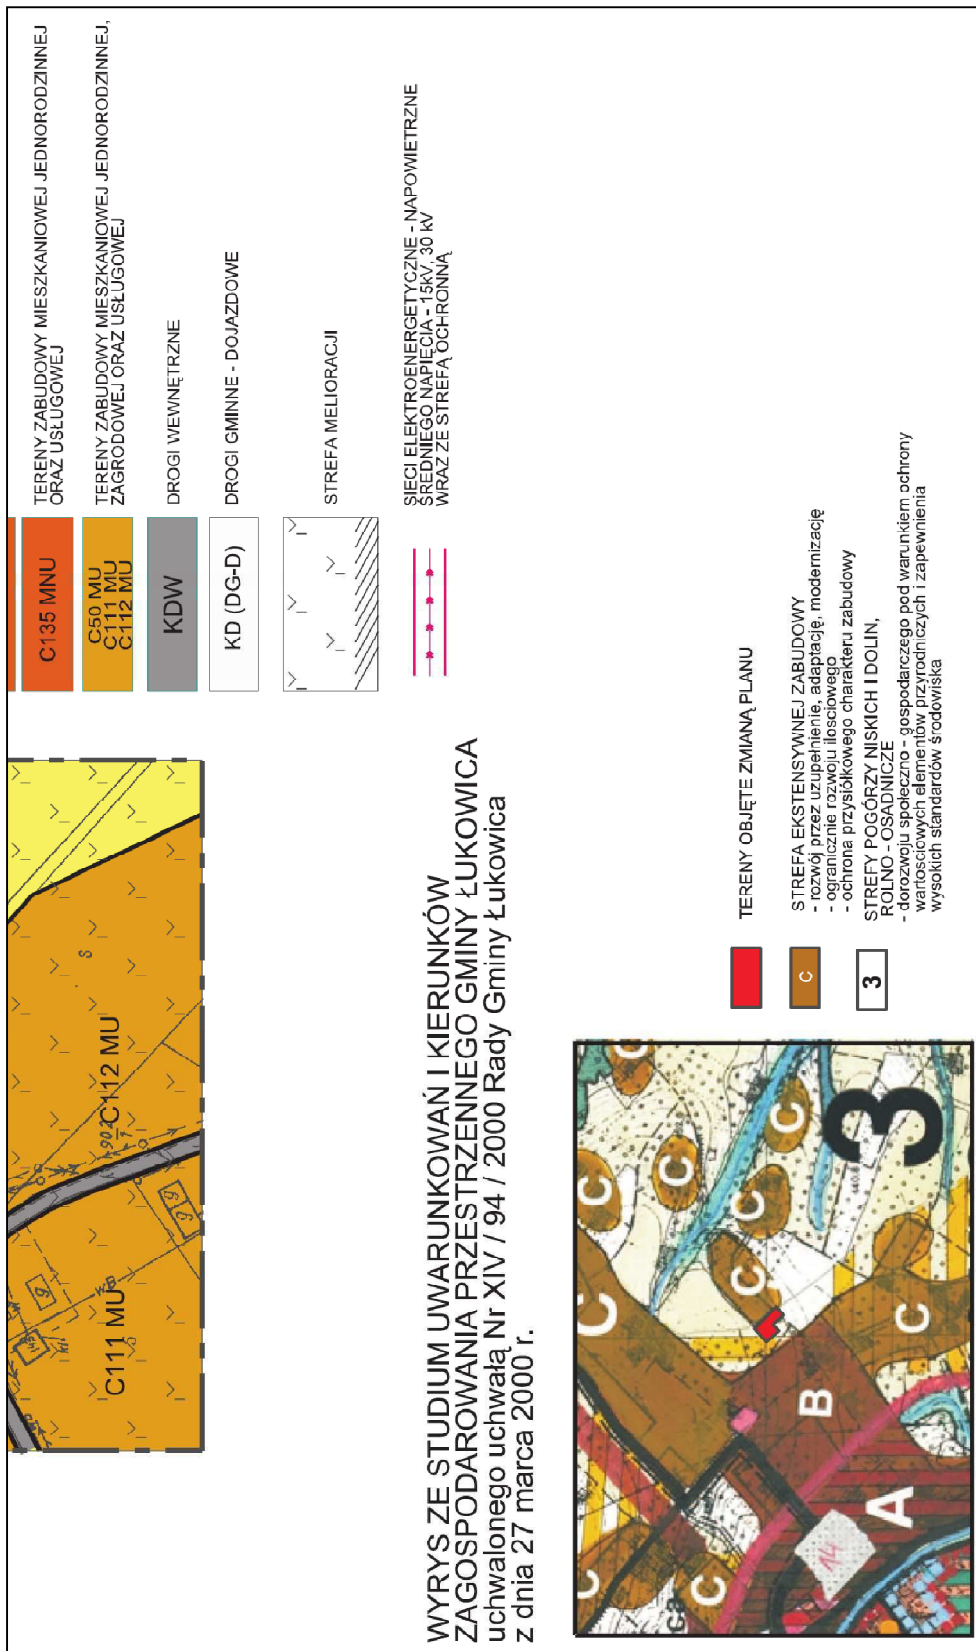 C111 MU
C112 MU
902
g
g
g
wB
s
C135 MNU
TERENY ZABUDOWY MIESZKANIOWEJ JEDNORODZINNEJ
ORAZ USŁUGOWEJ
C50 MU
C111 MU
C112 MU
TERENY ZABUDOWY MIESZKANIOWEJ JEDNORODZINNEJ,
ZAGRODOWEJ ORAZ USŁUGOWEJ
KDW
DROGI WEWNĘTRZNE
KD (DG-D)
DROGI GMINNE - DOJAZDOWE
STREFA MELIORACJI
SIECI ELEKTROENERGETYCZNE - NAPOWIETRZNE
ŚREDNIEGO NAPIĘCIA - 15kV, 30 kV
WRAZ ZE STREFĄ OCHRONNĄ
WYRYS ZE STUDIUM UWARUNKOWAŃ I KIERUNKÓW
ZAGOSPODAROWANIA PRZESTRZENNEGO GMINY ŁUKOWICA
uchwalonego uchwałą Nr XIV / 94 / 2000 Rady Gminy Łukowica
z dnia 27 marca 2000 r.
C
C
C
C
C
C
C
C
C
C
B
A
14
3
TERENY OBJĘTE ZMIANĄ PLANU
C
STREFA EKSTENSYWNEJ ZABUDOWY
- rozwój przez uzupełnienie, adaptację, modernizację
- ogranicznie rozwoju ilościowego
- ochrona przysiółkowego charakteru zabudowy
3
STREFY POGÓRZY NISKICH I DOLIN,
ROLNO - OSADNICZE
- dorozwoju społeczno - gospodarczego pod warunkiem ochrony
wartościowych elementów przyrodniczych i zapewnienia
wysokich standardów środowiska